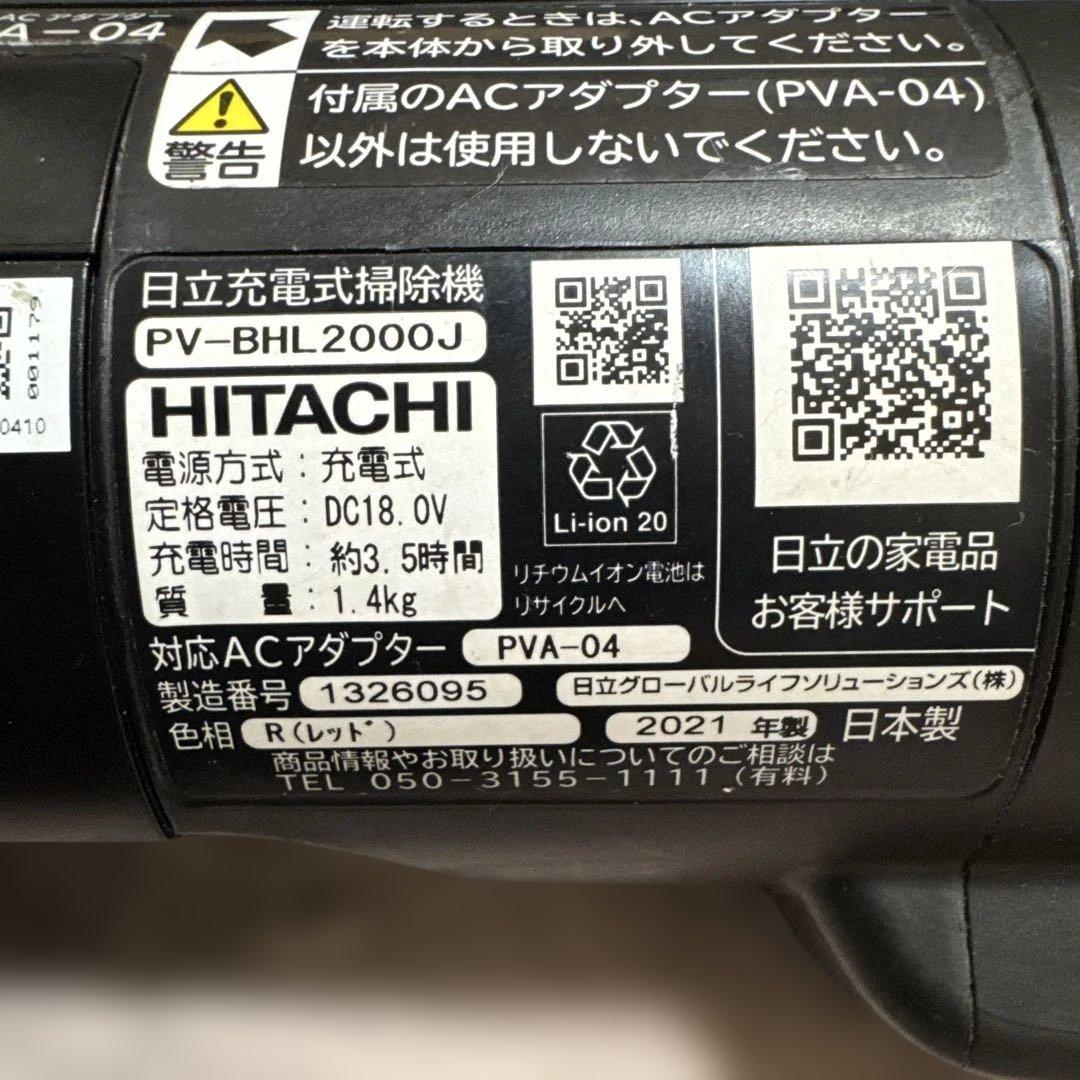 AC アダプター
A-04
運転するときは、ACアダプター
を本体から取り外してください。
警告
付属のACアダプター(PVA-04)
以外は使用しないでください。
001179
0410
日立充電式掃除機
PV-BHL2000J
HITACHI
電源方式：充電式
定格電圧：DC18.0V
充電時間：約3.5時間
質 量：1.4kg
Li-ion 20
リチウムイオン電池は
リサイクルへ
日立の家電品
お客様サポート
対応ACアダプター PVA-04
製造番号 1326095
日立グローバルライフソリューションズ(株)
色相 R(レッド) 2021 年製 日本製
商品情報やお取り扱いについてのご相談は
TEL 050-3155-1111 (有料)